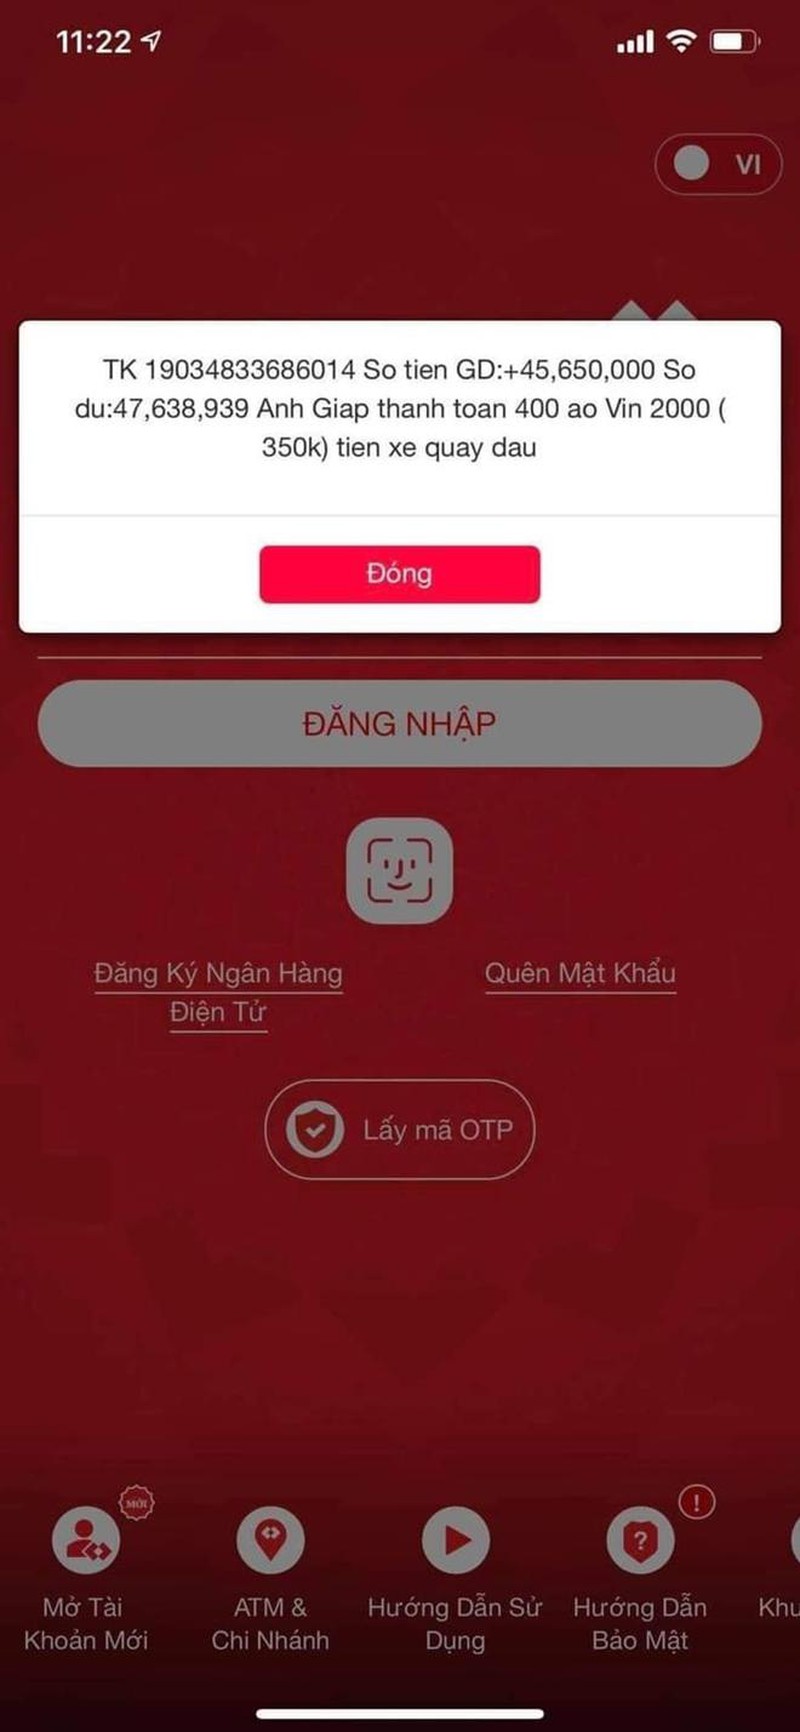 11:22
VI
TK 19034833686014 So tien GD:+45,650,000 So
du:47,638,939 Anh Giap thanh toan 400 ao Vin 2000 (
350k) tien xe quay dau
Đóng
ĐĂNG NHẬP
Đăng Ký Ngân Hàng
Điện Tử
Quên Mật Khẩu
Lấy mã OTP
MỚI
!
?
Mở Tài
Khoản Mới
ATM &
Chi Nhánh
Hướng Dẫn Sử
Dụng
Hướng Dẫn
Bảo Mật
Khu